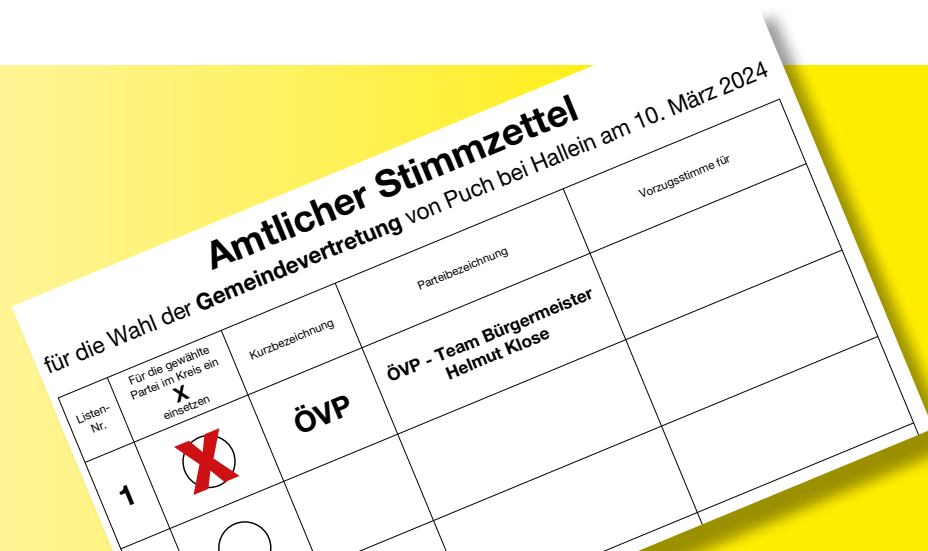 Amtlicher Stimmzettel
für die Wahl der Gemeindevertretung von Puch bei Hallein am 10. März 2024
Listen-
Nr.
Für die gewählte
Partei im Kreis ein
X
einsetzen
Kurzbezeichnung
Parteibezeichnung
Vorzugsstimme für
1
X
ÖVP
ÖVP - Team Bürgermeister
Helmut Klose